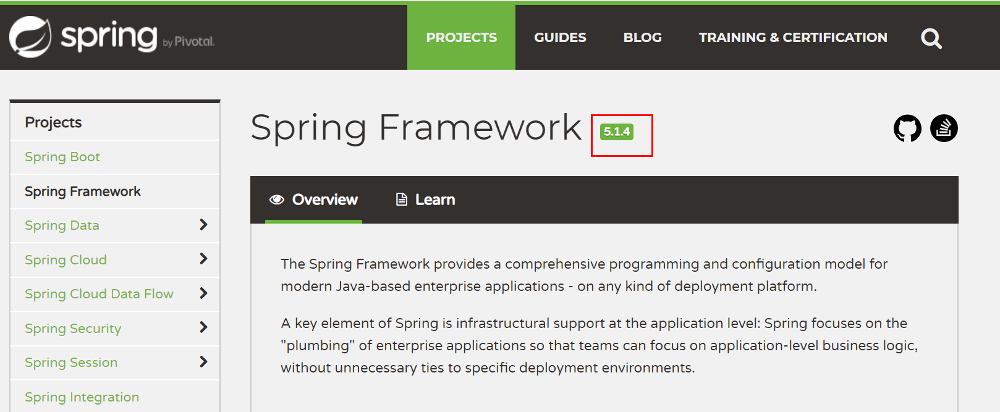 spring by Pivotal.
PROJECTS GUIDES BLOG TRAINING & CERTIFICATION
Projects
Spring Boot
Spring Framework
Spring Data
Spring Cloud
Spring Cloud Data Flow
Spring Security
Spring Session
Spring Integration
Spring Framework 5.1.4
Overview Learn
The Spring Framework provides a comprehensive programming and configuration model for
modern Java-based enterprise applications - on any kind of deployment platform.
A key element of Spring is infrastructural support at the application level: Spring focuses on the
"plumbing" of enterprise applications so that teams can focus on application-level business logic,
without unnecessary ties to specific deployment environments.